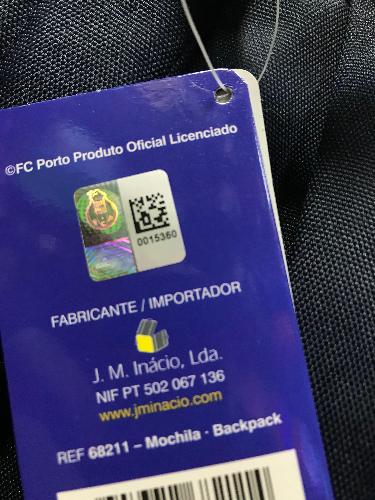 ©FC Porto Produto Oficial Licenciado
0015360
FABRICANTE / IMPORTADOR
J. M. Inácio, Lda.
NIF PT 502 067 136
www.jminacio.com
REF 68211 – Mochila · Backpack